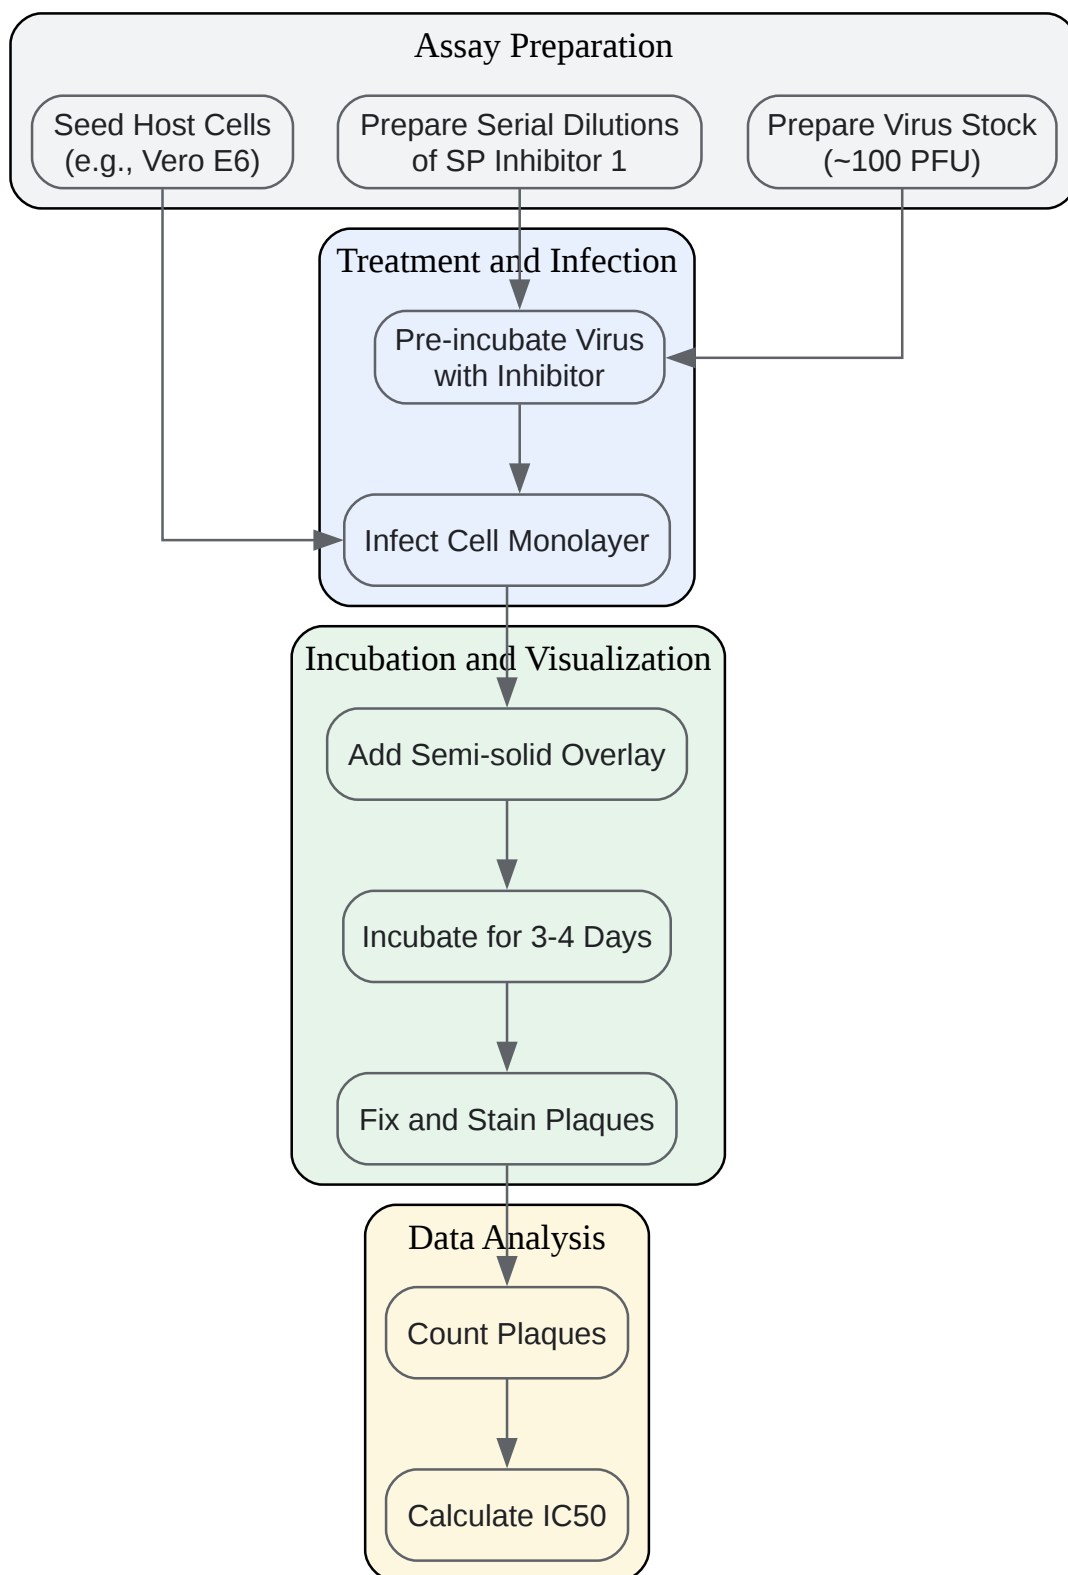 Assay Preparation
Seed Host Cells
(e.g., Vero E6)
Prepare Serial Dilutions
of SP Inhibitor 1
Prepare Virus Stock
(~100 PFU)
Treatment and Infection
Pre-incubate Virus
with Inhibitor
Infect Cell Monolayer
Incubation and Visualization
Add Semi-solid Overlay
Incubate for 3-4 Days
Fix and Stain Plaques
Data Analysis
Count Plaques
Calculate IC50